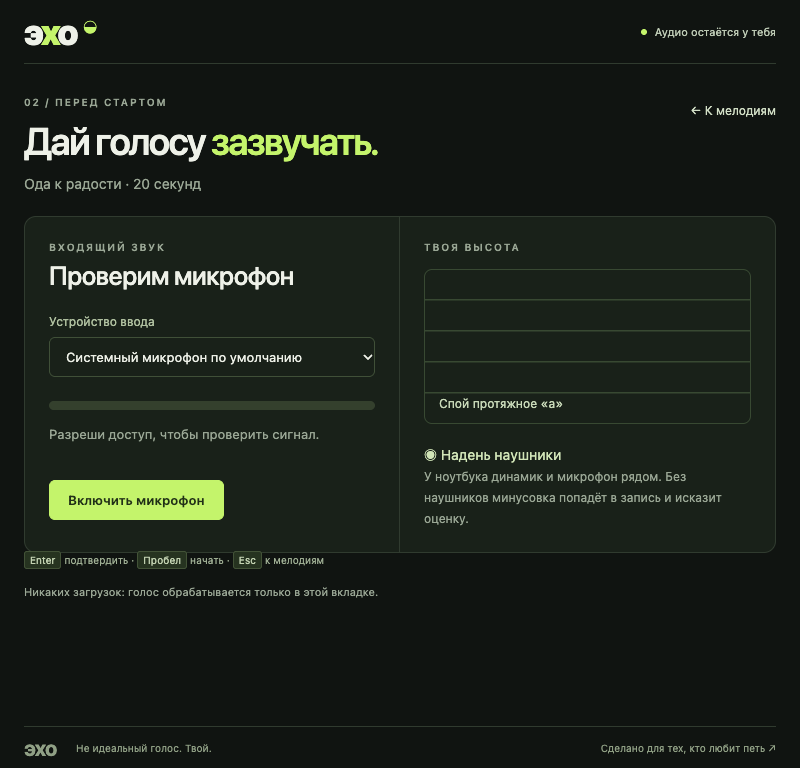 эхо
Аудио остаётся у тебя
02 / ПЕРЕД СТАРТОМ
← К мелодиям
Дай голосу зазвучать.
Ода к радости · 20 секунд
ВХОДЯЩИЙ ЗВУК
Проверим микрофон
Устройство ввода
Системный микрофон по умолчанию
Разреши доступ, чтобы проверить сигнал.
Включить микрофон
ТВОЯ ВЫСОТА
Спой протяжное «а»
◉ Надень наушники
У ноутбука динамик и микрофон рядом. Без
наушников минусовка попадёт в запись и исказит
оценку.
Enter подтвердить · Пробел начать · Esc к мелодиям
Никаких загрузок: голос обрабатывается только в этой вкладке.
эхо
Не идеальный голос. Твой.
Сделано для тех, кто любит петь ↗